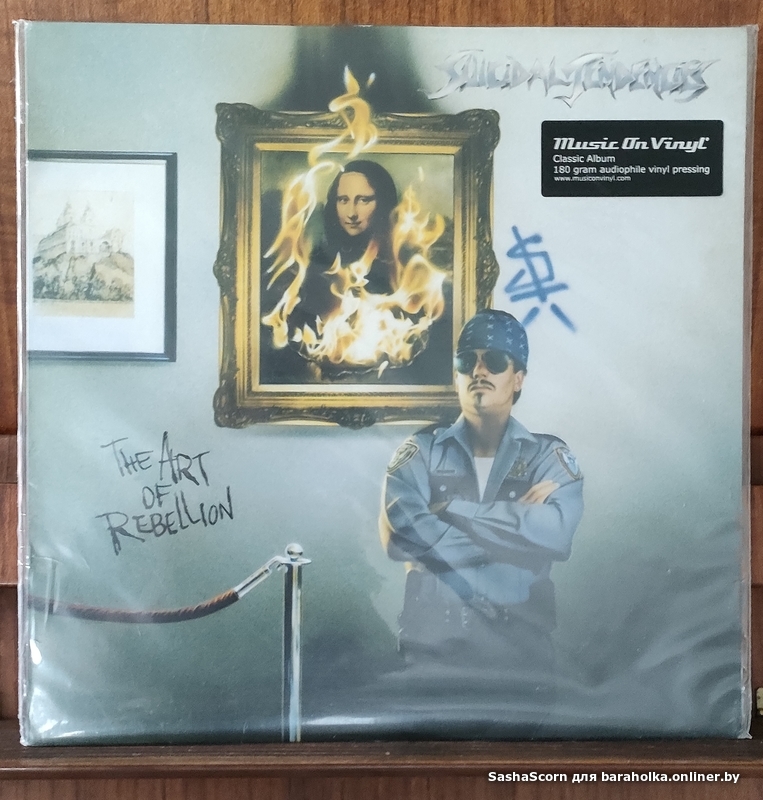 Suicidal Tendencies
Music On Vinyl
Classic Album
180 gram audiophile vinyl pressing
www.musiconvinyl.com
THE ART
OF
REBELLION
SashaScorn для baraholka.onliner.by